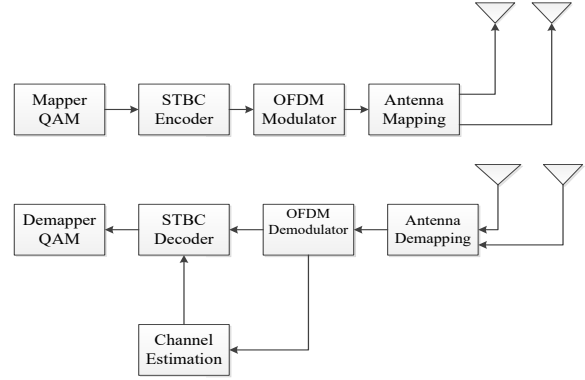 Mapper
QAM
STBC
Encoder
OFDM
Modulator
Antenna
Mapping
Demapper
QAM
STBC
Decoder
OFDM
Demodulator
Antenna
Demapping
Channel
Estimation